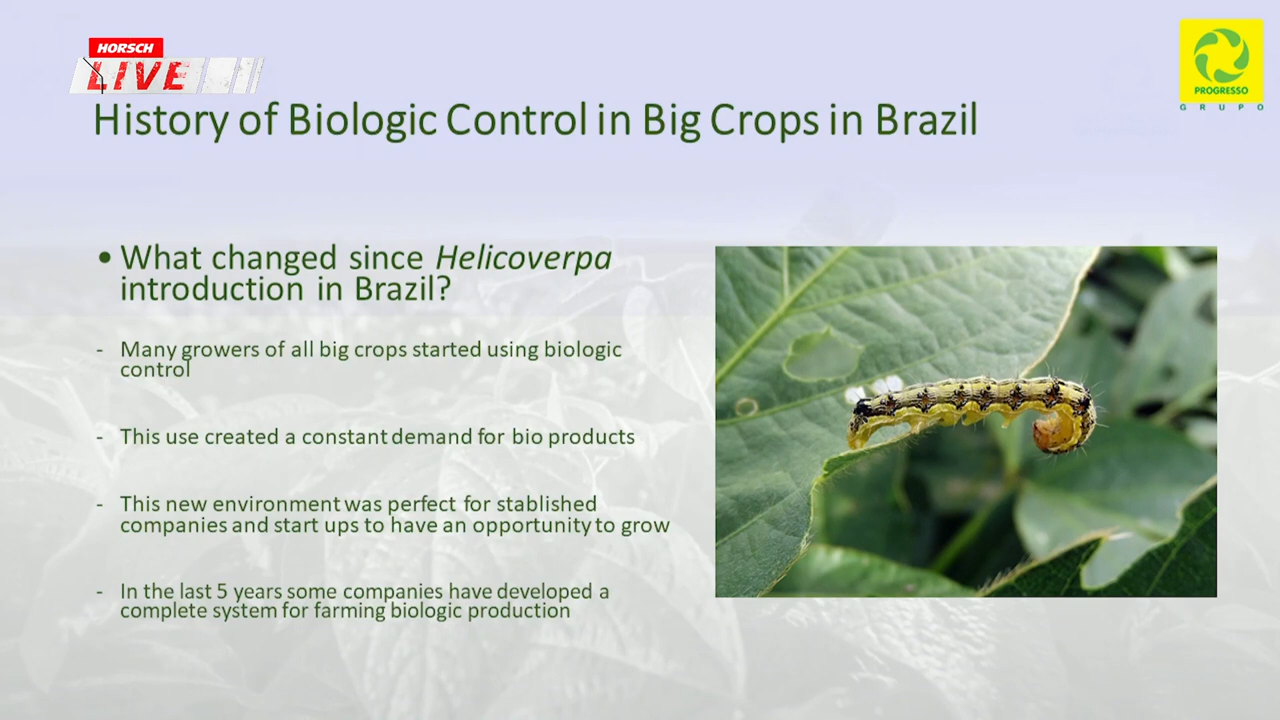 HORSCH
LIVE
PROGRESSO
GRUPO
History of Biologic Control in Big Crops in Brazil
• What changed since Helicoverpa
introduction in Brazil?
- Many growers of all big crops started using biologic
control
- This use created a constant demand for bio products
- This new environment was perfect for stablished
companies and start ups to have an opportunity to grow
- In the last 5 years some companies have developed a
complete system for farming biologic production